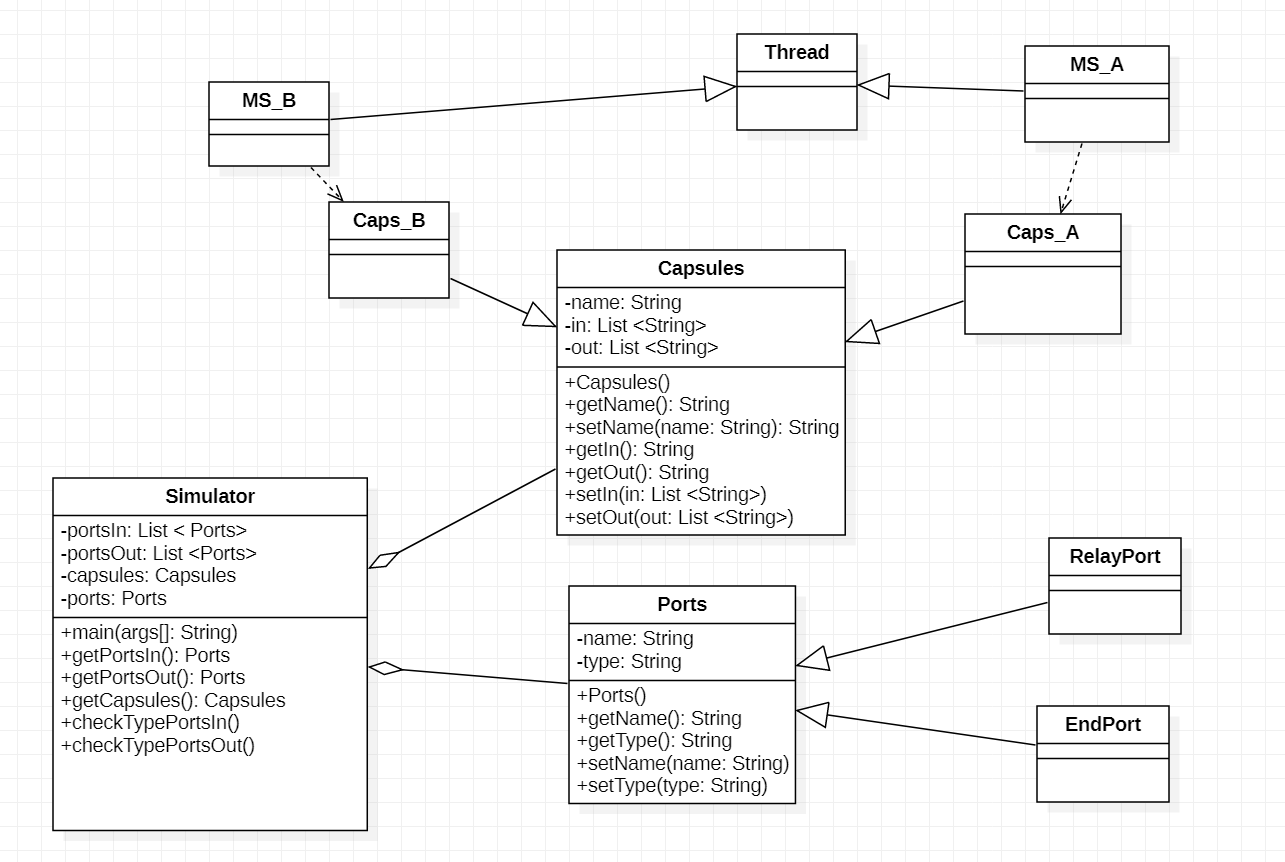 Thread
MS_A
MS_B
Caps_B
Caps_A
Capsules
-name: String
-in: List <String>
-out: List <String>
+Capsules()
+getName(): String
+setName(name: String): String
+getIn(): String
+getOut(): String
+setIn(in: List <String>)
+setOut(out: List <String>)
Simulator
-portsIn: List < Ports>
-portsOut: List <Ports>
-capsules: Capsules
-ports: Ports
+main(args[]: String)
+getPortsIn(): Ports
+getPortsOut(): Ports
+getCapsules(): Capsules
+checkTypePortsIn()
+checkTypePortsOut()
Ports
-name: String
-type: String
+Ports()
+getName(): String
+getType(): String
+setName(name: String)
+setType(type: String)
RelayPort
EndPort